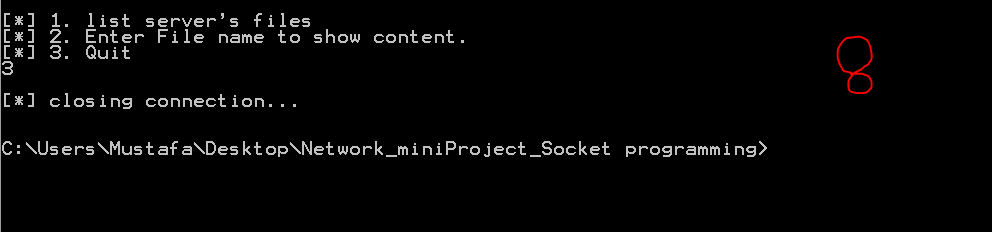 [*] 1. list server's files
[*] 2. Enter File name to show content.
[*] 3. Quit
3
[*] closing connection...
C:\Users\Mustafa\Desktop\Network_miniProject_Socket programming>